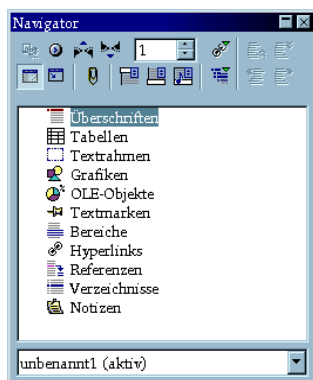 Navigator
1
Überschriften
Tabellen
Textrahmen
Grafiken
OLE-Objekte
Textmarken
Bereiche
Hyperlinks
Referenzen
Verzeichnisse
Notizen
unbenannt1 (aktiv)